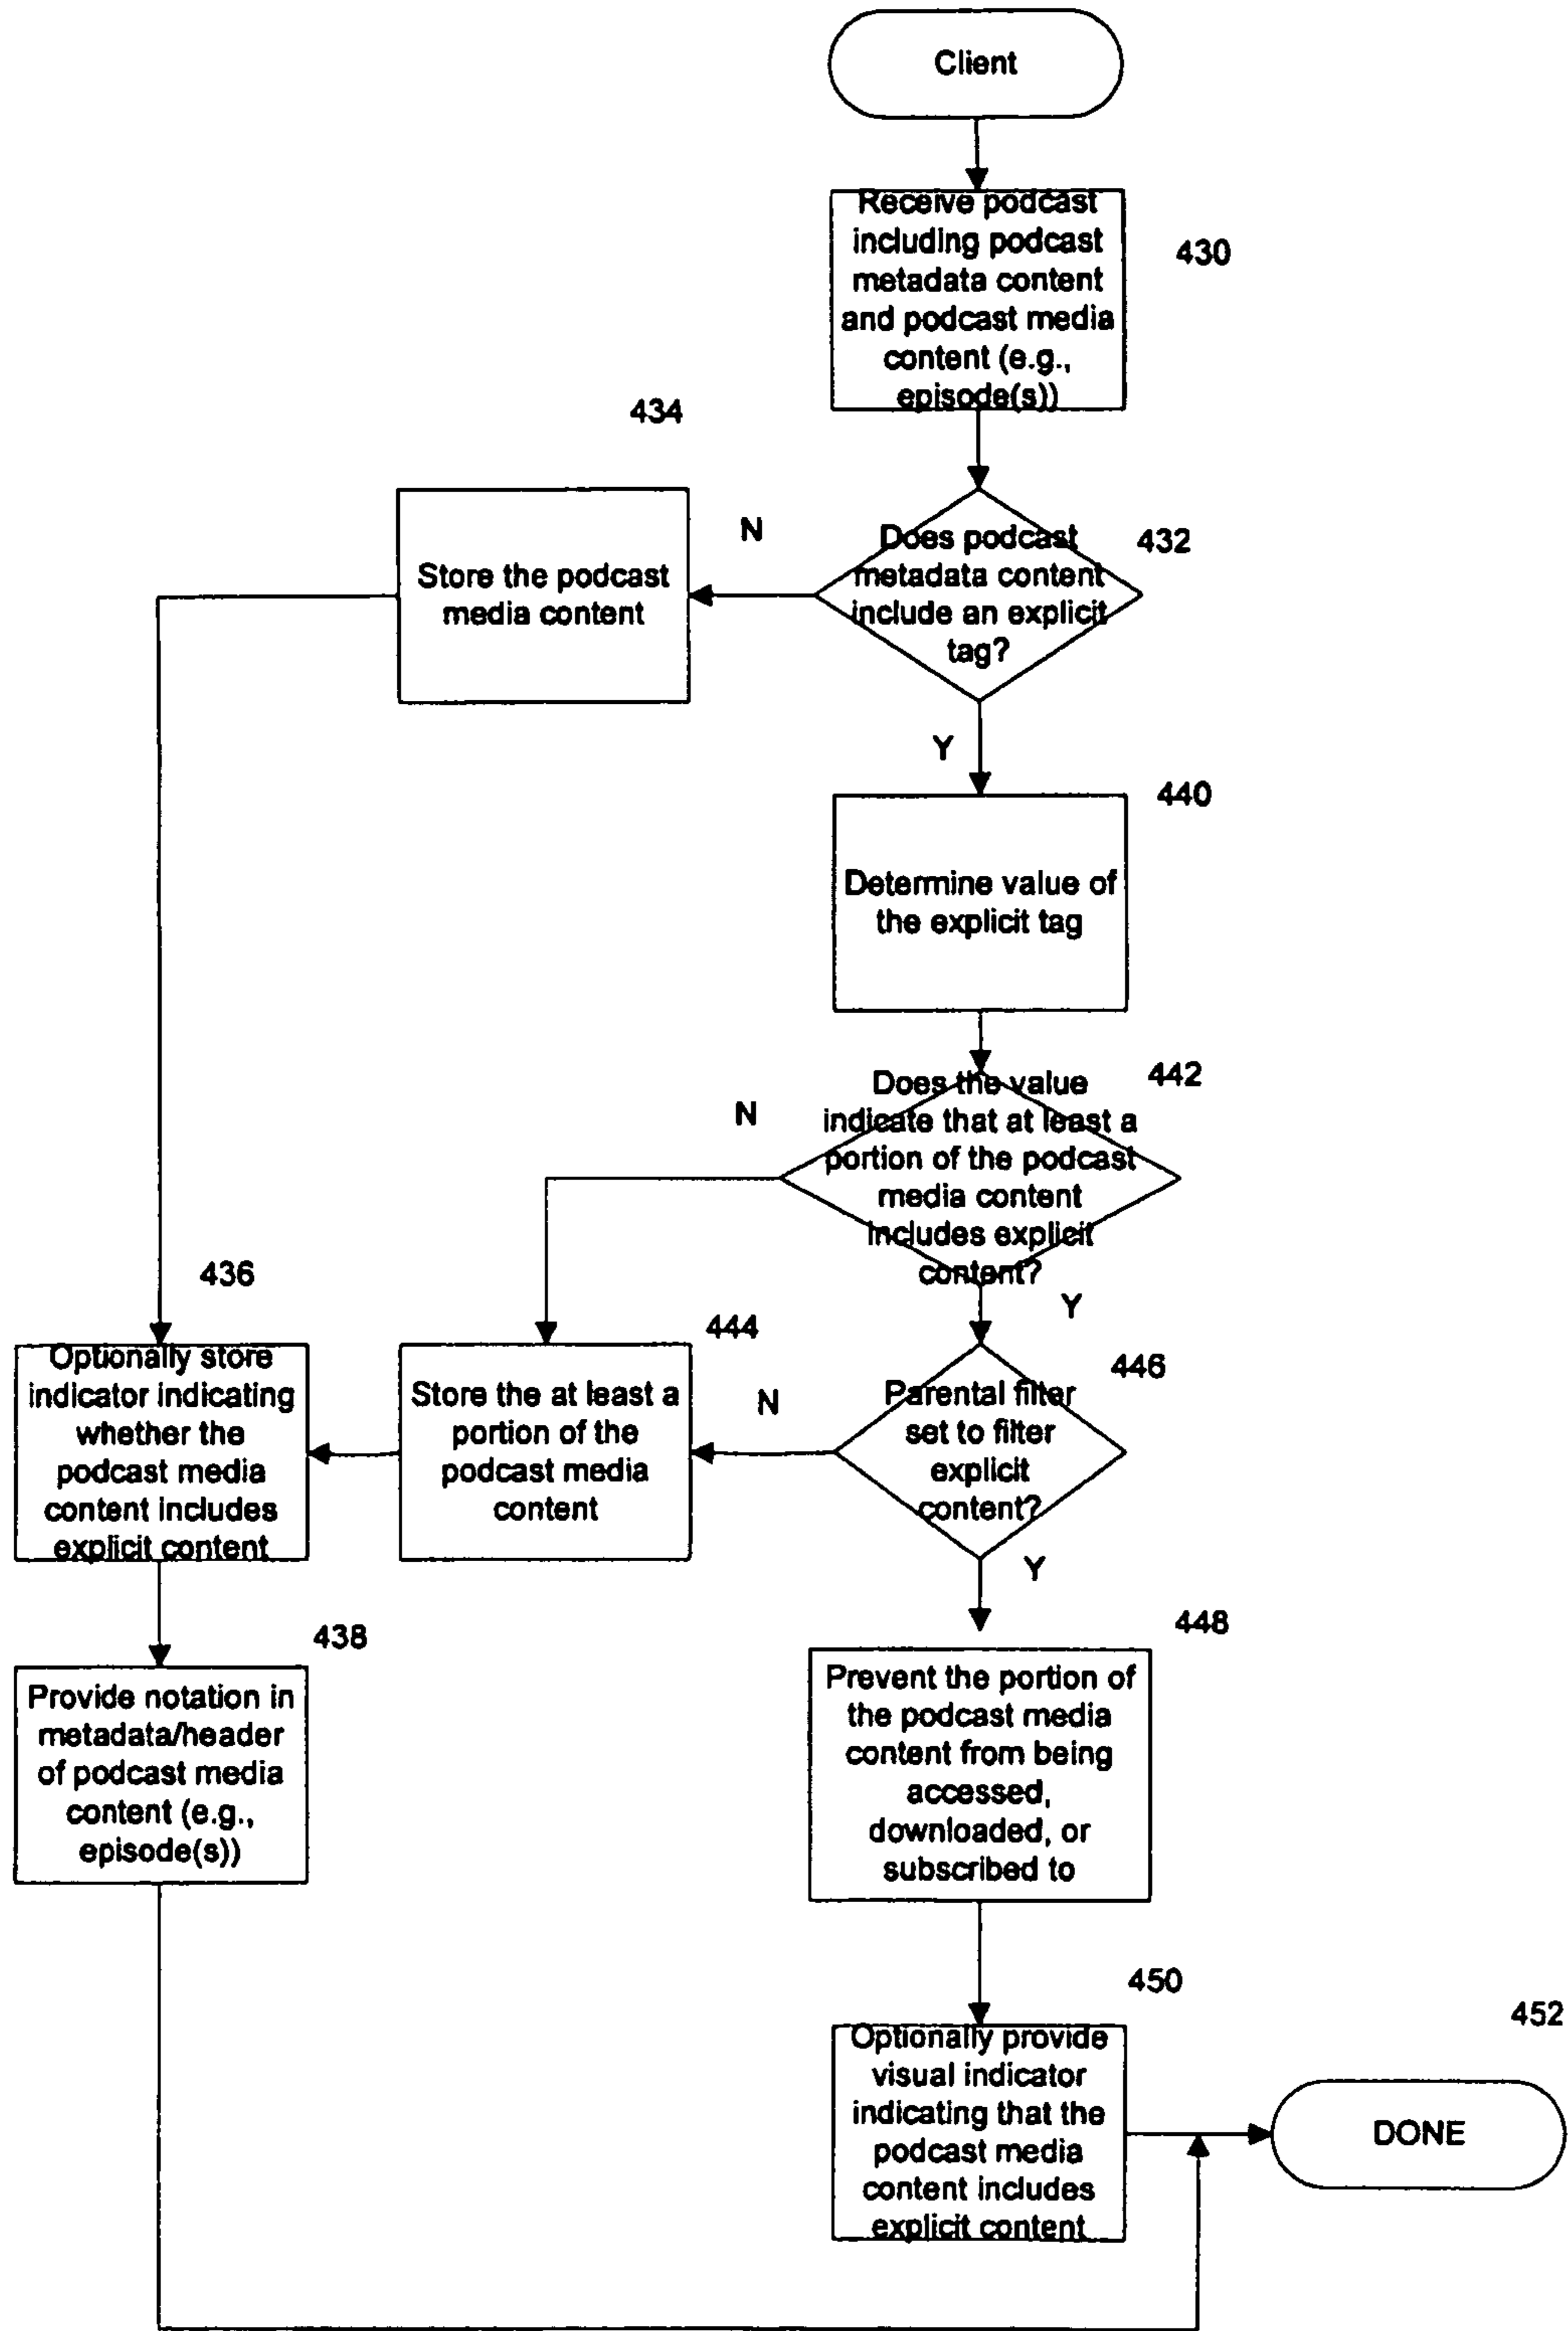 Client
Receive podcast
including podcast
metadata content
and podcast media
content (e.g.,
episode(s))
430
434
Store the podcast
media content
N
Does podcast
metadata content
include an explicit
tag?
432
Y
440
Determine value of
the explicit tag
442
Does the value
indicate that at least a
portion of the podcast
media content
includes explicit
content?
N
Y
436
Optionally store
indicator indicating
whether the
podcast media
content includes
explicit content
444
Store the at least a
portion of the
podcast media
content
N
446
Parental filter
set to filter
explicit
content?
Y
438
Provide notation in
metadata/header
of podcast media
content (e.g.,
episode(s))
448
Prevent the portion of
the podcast media
content from being
accessed,
downloaded, or
subscribed to
450
Optionally provide
visual indicator
indicating that the
podcast media
content includes
explicit content
452
DONE